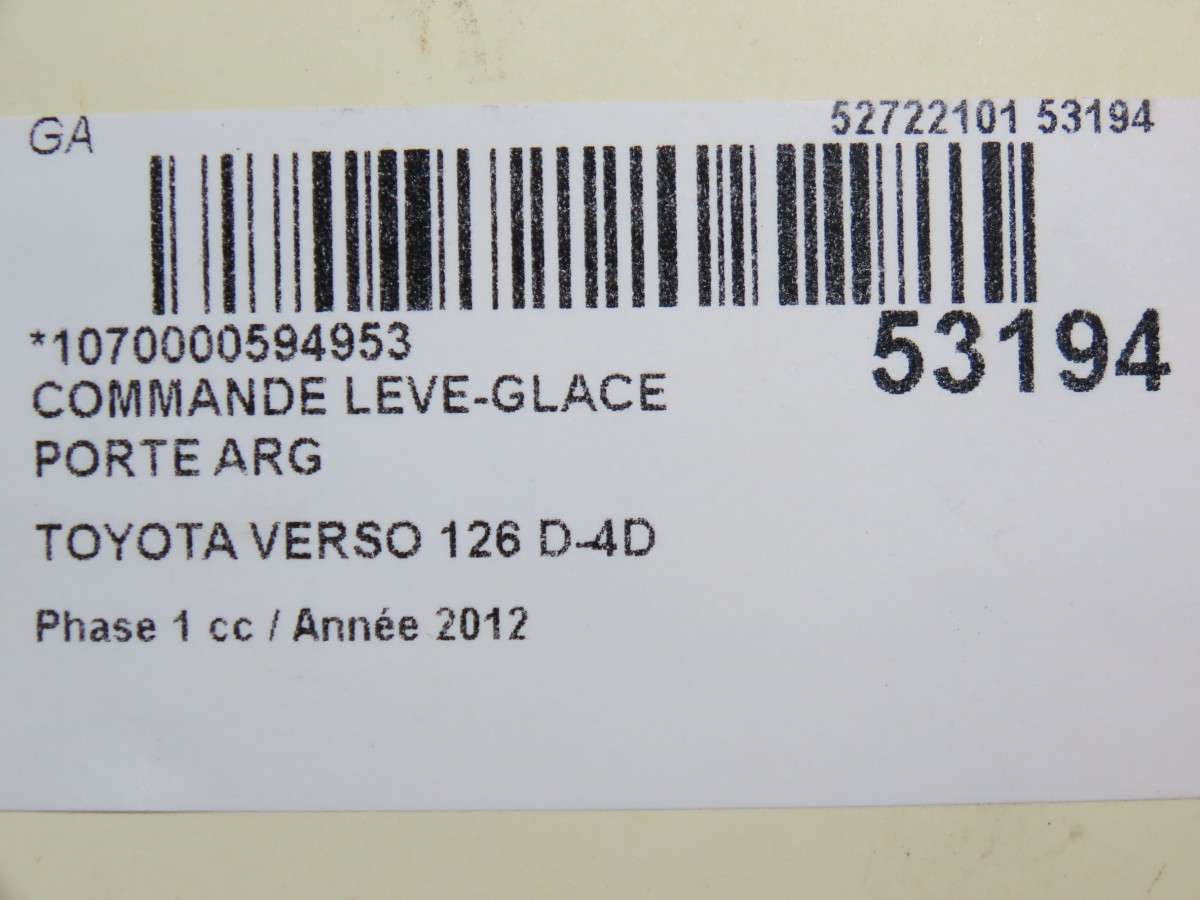 GA
52722101 53194
*1070000594953
53194
COMMANDE LEVE-GLACE
PORTE ARG
TOYOTA VERSO 126 D-4D
Phase 1 cc / Année 2012